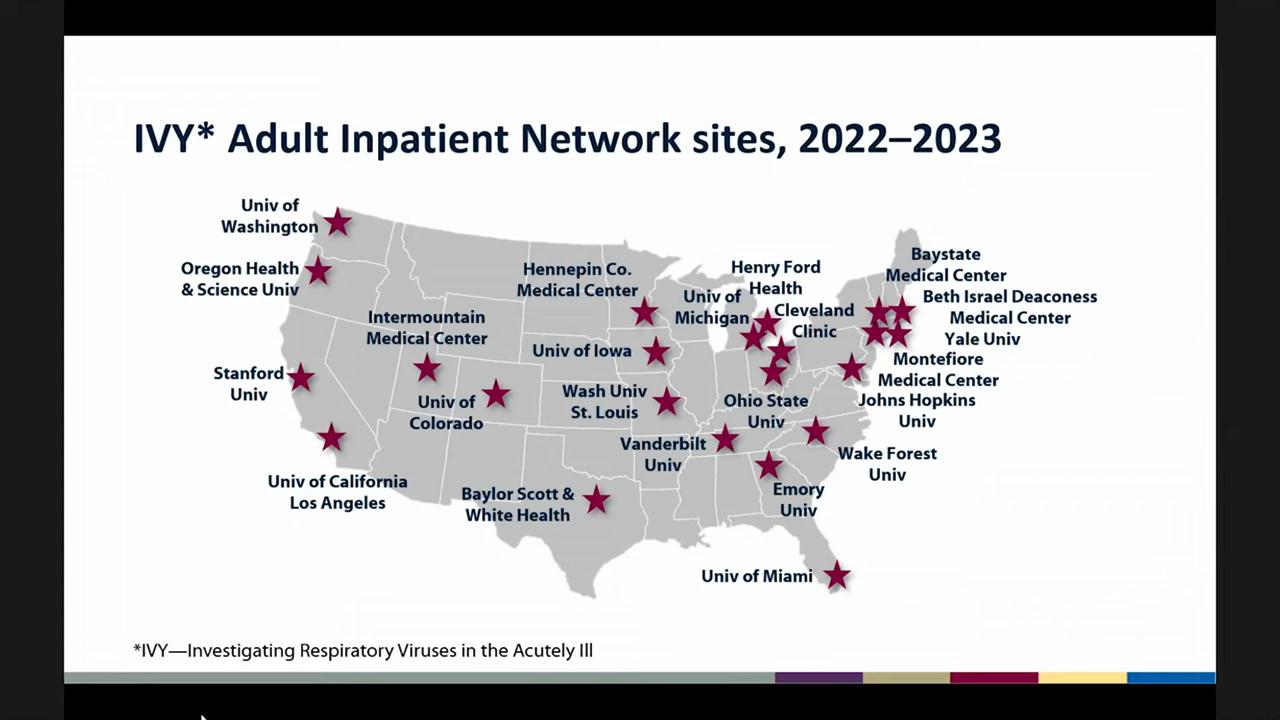 IVY* Adult Inpatient Network sites, 2022–2023
Univ of
Washington
Oregon Health
& Science Univ
Intermountain
Medical Center
Stanford
Univ
Univ of
Colorado
Univ of California
Los Angeles
Hennepin Co.
Medical Center
Univ of Iowa
Wash Univ
St. Louis
Vanderbilt
Univ
Baylor Scott &
White Health
Univ of
Michigan
Henry Ford
Health
Cleveland
Clinic
Ohio State
Univ
Baystate
Medical Center
Beth Israel Deaconess
Medical Center
Yale Univ
Montefiore
Medical Center
Johns Hopkins
Univ
Wake Forest
Univ
Emory
Univ
Univ of Miami
*IVY—Investigating Respiratory Viruses in the Acutely Ill